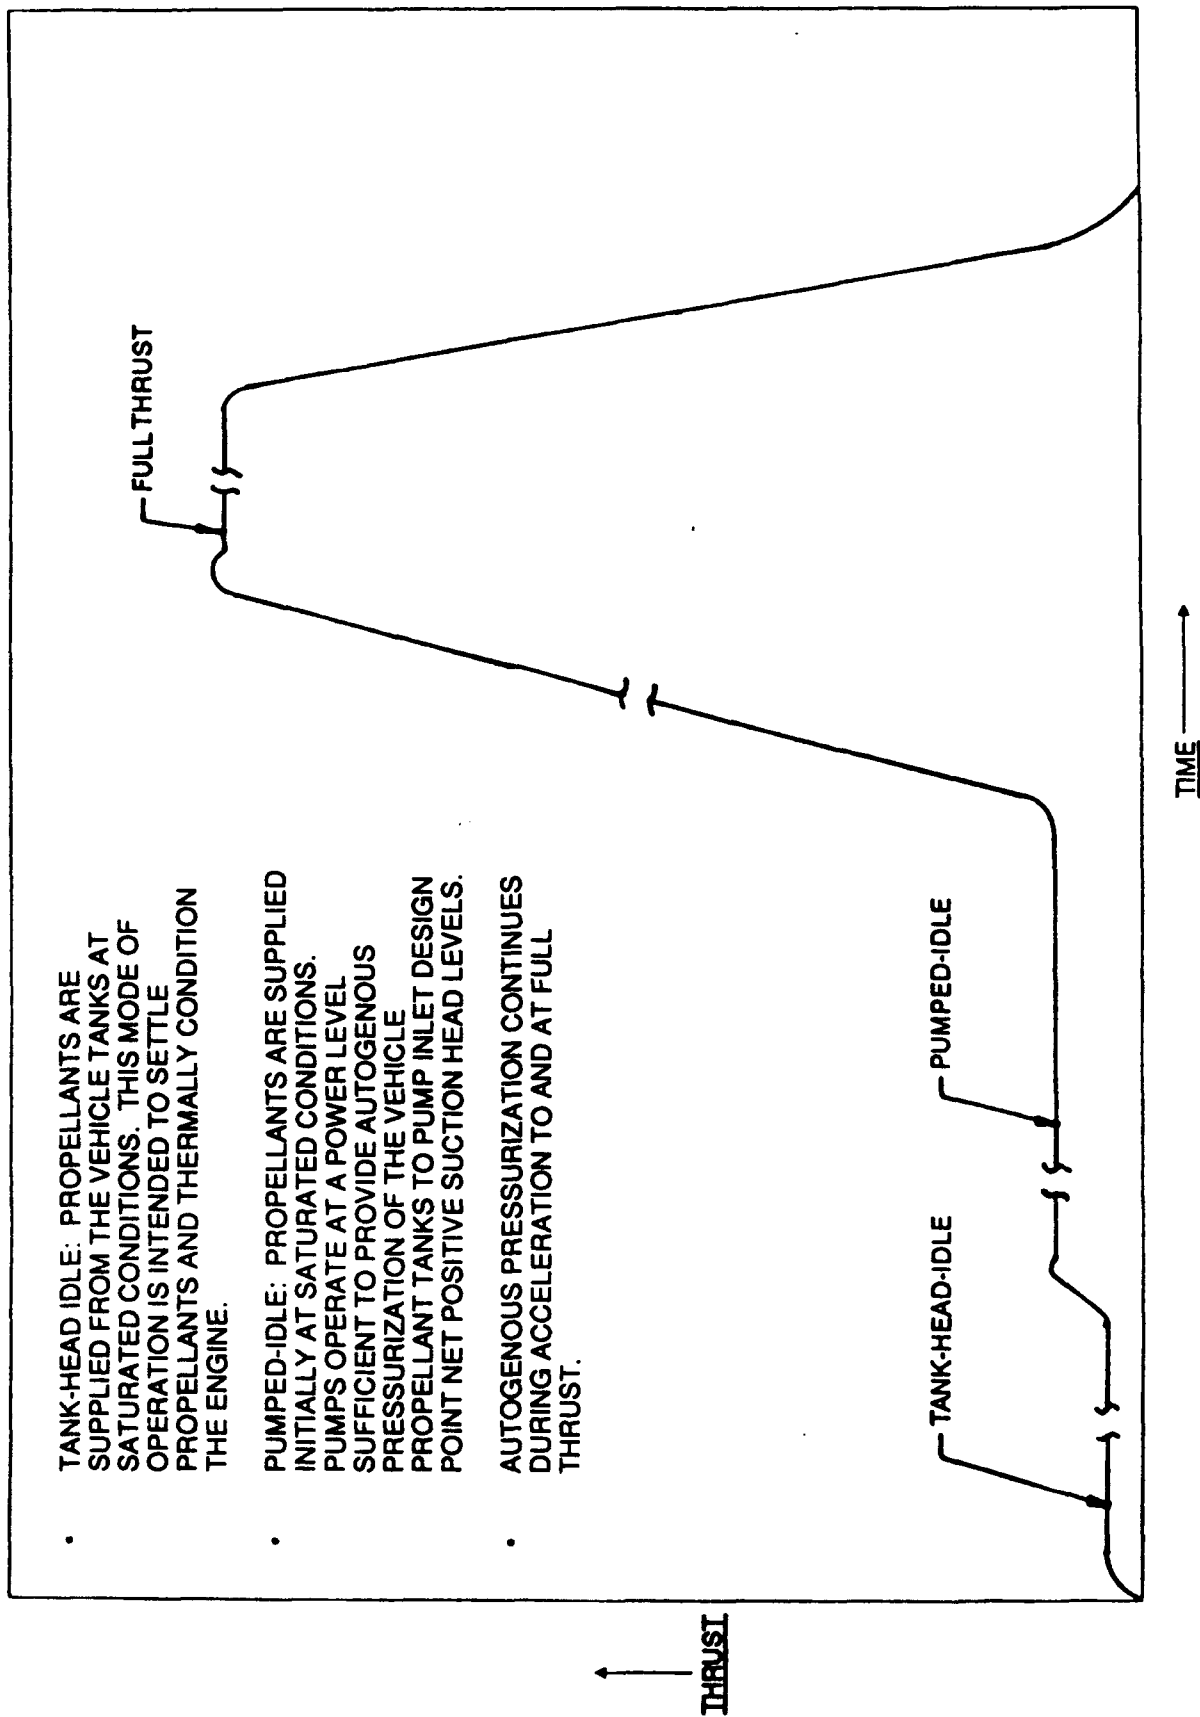 • TANK-HEAD IDLE: PROPELLANTS ARE
SUPPLIED FROM THE VEHICLE TANKS AT
SATURATED CONDITIONS. THIS MODE OF
OPERATION IS INTENDED TO SETTLE
PROPELLANTS AND THERMALLY CONDITION
THE ENGINE.
• PUMPED-IDLE: PROPELLANTS ARE SUPPLIED
INITIALLY AT SATURATED CONDITIONS.
PUMPS OPERATE AT A POWER LEVEL
SUFFICIENT TO PROVIDE AUTOGENOUS
PRESSURIZATION OF THE VEHICLE
PROPELLANT TANKS TO PUMP INLET DESIGN
POINT NET POSITIVE SUCTION HEAD LEVELS.
• AUTOGENOUS PRESSURIZATION CONTINUES
DURING ACCELERATION TO AND AT FULL
THRUST.
FULL THRUST
THRUST
TANK-HEAD-IDLE
PUMPED-IDLE
TIME